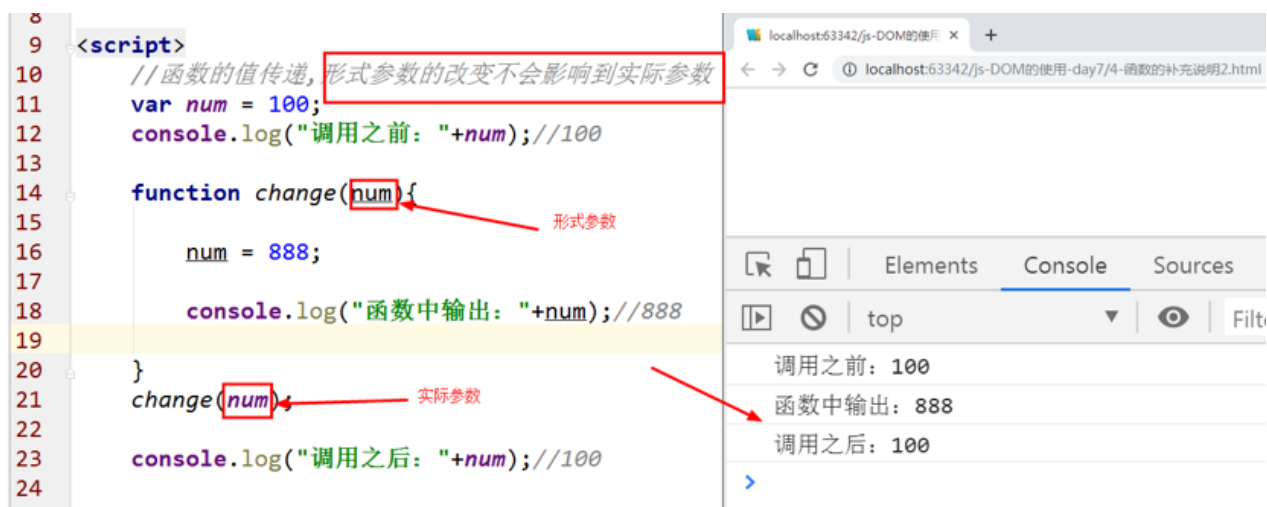 8
9 <script>
10 //函数的值传递,形式参数的改变不会影响到实际参数
11 var num = 100;
12 console.log("调用之前："+num);//100
13
14 function change(num){
形式参数
15
16 num = 888;
17
18 console.log("函数中输出："+num);//888
19
20 }
21 change(num);
实际参数
22
23 console.log("调用之后："+num);//100
24
localhost:63342/js-DOM的使用 × +
localhost:63342/js-DOM的使用-day7/4-函数的补充说明2.html
Elements Console Sources
top ▼ Filt
调用之前：100
函数中输出：888
调用之后：100
>